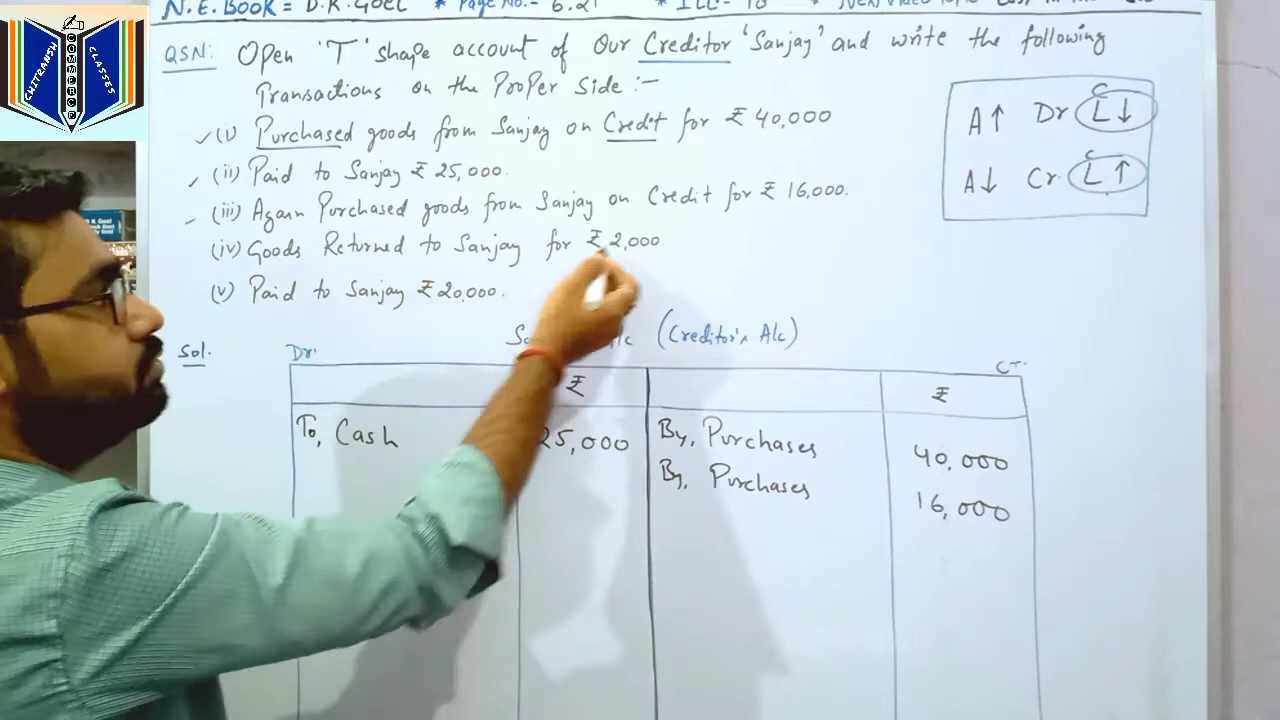 N.E. BOOK = D.K. GOEL * Page No.- 6.21
QSN: Open 'T' shape account of Our Creditor 'Sanjay' and write the following
Transactions on the Proper Side :-
(i) Purchased goods from Sanjay on Credit for ₹ 40,000
(ii) Paid to Sanjay ₹ 25,000.
(iii) Again Purchased goods from Sanjay on Credit for ₹ 16,000.
(iv) Goods Returned to Sanjay for ₹ 2,000.
(v) Paid to Sanjay ₹ 20,000.
C
A↑ Dr L↓
C
A↓ Cr. L↑
CHITRANSH COMMERCE CLASSES
Sol.
Dr.
A/c (Creditor's A/c)
Cr.
₹ ₹
To, Cash 25,000 By, Purchases 40,000
By, Purchases 16,000